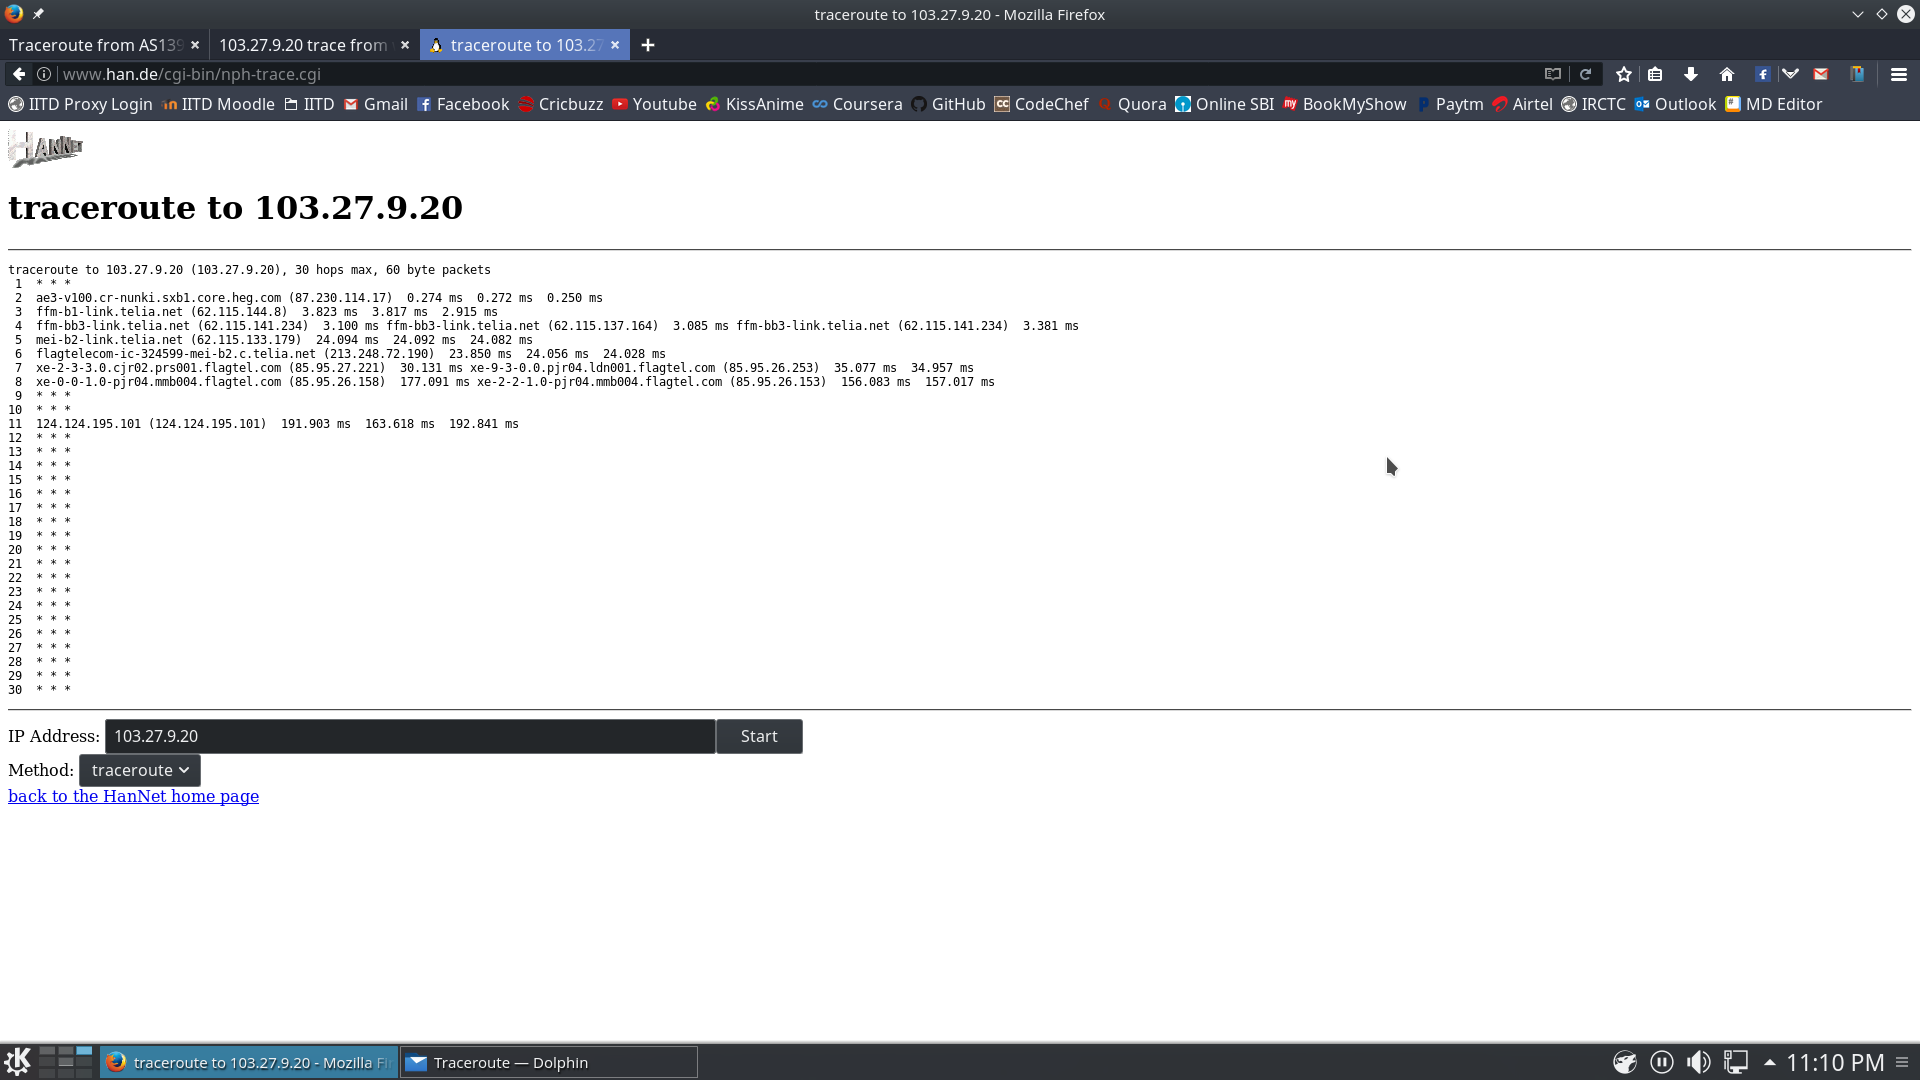 traceroute to 103.27.9.20 - Mozilla Firefox
Traceroute from AS139
103.27.9.20 trace from
traceroute to 103.27
www.han.de/cgi-bin/nph-trace.cgi
IITD Proxy Login IITD Moodle IITD Gmail Facebook Cricbuzz Youtube KissAnime Coursera GitHub CodeChef Quora Online SBI BookMyShow Paytm Airtel IRCTC Outlook MD Editor
HanNet
traceroute to 103.27.9.20
traceroute to 103.27.9.20 (103.27.9.20), 30 hops max, 60 byte packets
1 * * *
2 ae3-v100.cr-nunki.sxb1.core.heg.com (87.230.114.17) 0.274 ms 0.272 ms 0.250 ms
3 ffm-b1-link.telia.net (62.115.144.8) 3.823 ms 3.817 ms 2.915 ms
4 ffm-bb3-link.telia.net (62.115.141.234) 3.100 ms ffm-bb3-link.telia.net (62.115.137.164) 3.085 ms ffm-bb3-link.telia.net (62.115.141.234) 3.381 ms
5 mei-b2-link.telia.net (62.115.133.179) 24.094 ms 24.092 ms 24.082 ms
6 flagtelecom-ic-324599-mei-b2.c.telia.net (213.248.72.190) 23.850 ms 24.056 ms 24.028 ms
7 xe-2-3-3.0.cjr02.prs001.flagtel.com (85.95.27.221) 30.131 ms xe-9-3-0.0.pjr04.ldn001.flagtel.com (85.95.26.253) 35.077 ms 34.957 ms
8 xe-0-0-1.0-pjr04.mmb004.flagtel.com (85.95.26.158) 177.091 ms xe-2-2-1.0-pjr04.mmb004.flagtel.com (85.95.26.153) 156.083 ms 157.017 ms
9 * * *
10 * * *
11 124.124.195.101 (124.124.195.101) 191.903 ms 163.618 ms 192.841 ms
12 * * *
13 * * *
14 * * *
15 * * *
16 * * *
17 * * *
18 * * *
19 * * *
20 * * *
21 * * *
22 * * *
23 * * *
24 * * *
25 * * *
26 * * *
27 * * *
28 * * *
29 * * *
30 * * *
IP Address: 103.27.9.20 Start
Method: traceroute
back to the HanNet home page
traceroute to 103.27.9.20 - Mozilla Fi
Traceroute — Dolphin
11:10 PM